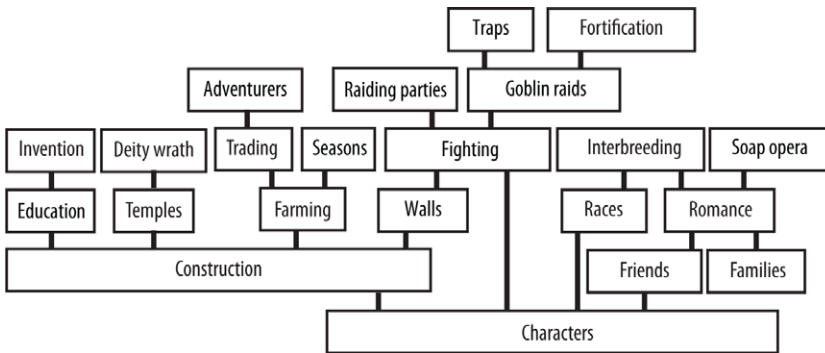 Traps
Fortification
Adventurers
Raiding parties
Goblin raids
Invention
Deity wrath
Trading
Seasons
Fighting
Interbreeding
Soap opera
Education
Temples
Farming
Walls
Races
Romance
Construction
Friends
Families
Characters